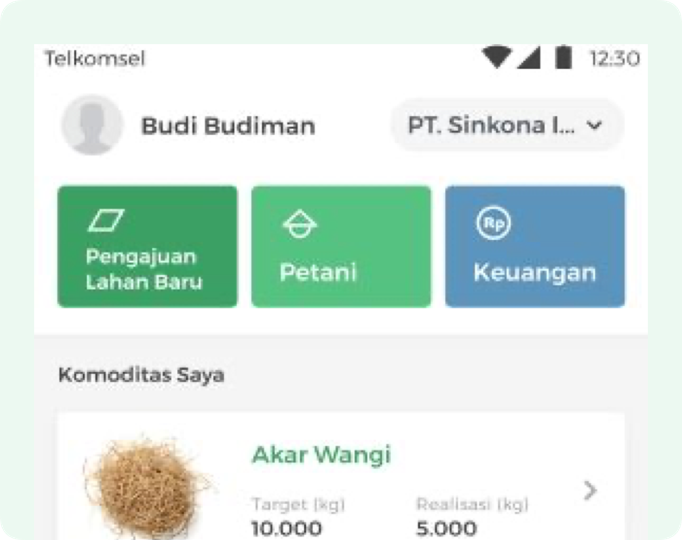 Telkomsel 12:30
Budi Budiman PT. Sinkona I...
Rp
Pengajuan
Lahan Baru
Petani
Keuangan
Komoditas Saya
Akar Wangi
Target (kg) Realisasi (kg)
10.000 5.000